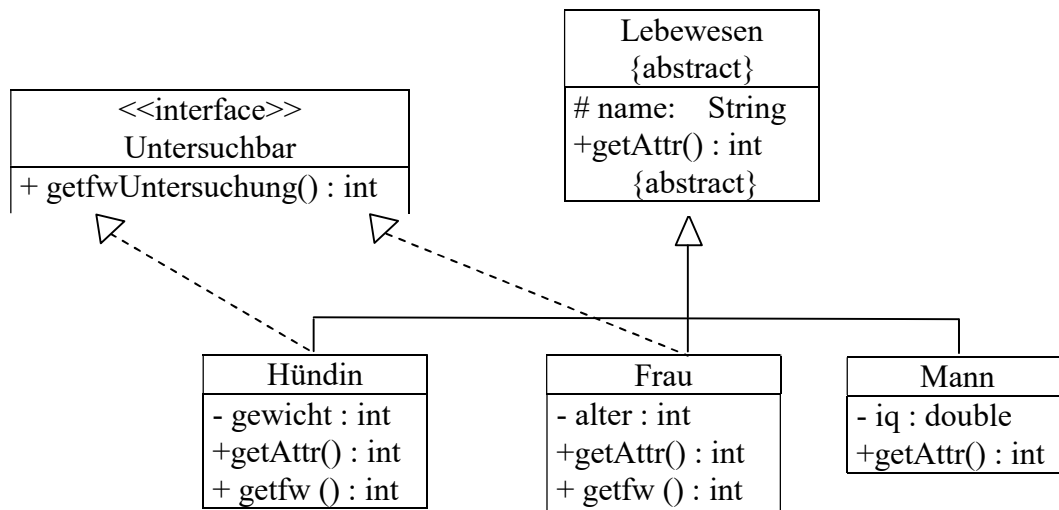 Lebewesen
{abstract}
# name: String
+getAttr() : int
{abstract}
<<interface>>
Untersuchbar
+ getfwUntersuchung() : int
Hündin
- gewicht : int
+getAttr() : int
+ getfw () : int
Frau
- alter : int
+getAttr() : int
+ getfw () : int
Mann
- iq : double
+getAttr() : int